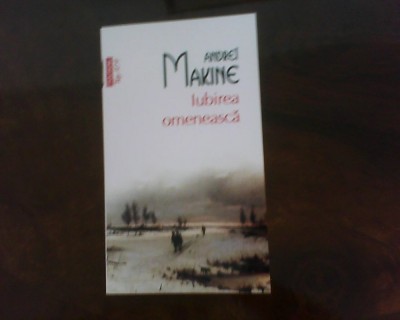 ANDREÏ
MAKINE
Iubirea
omenească